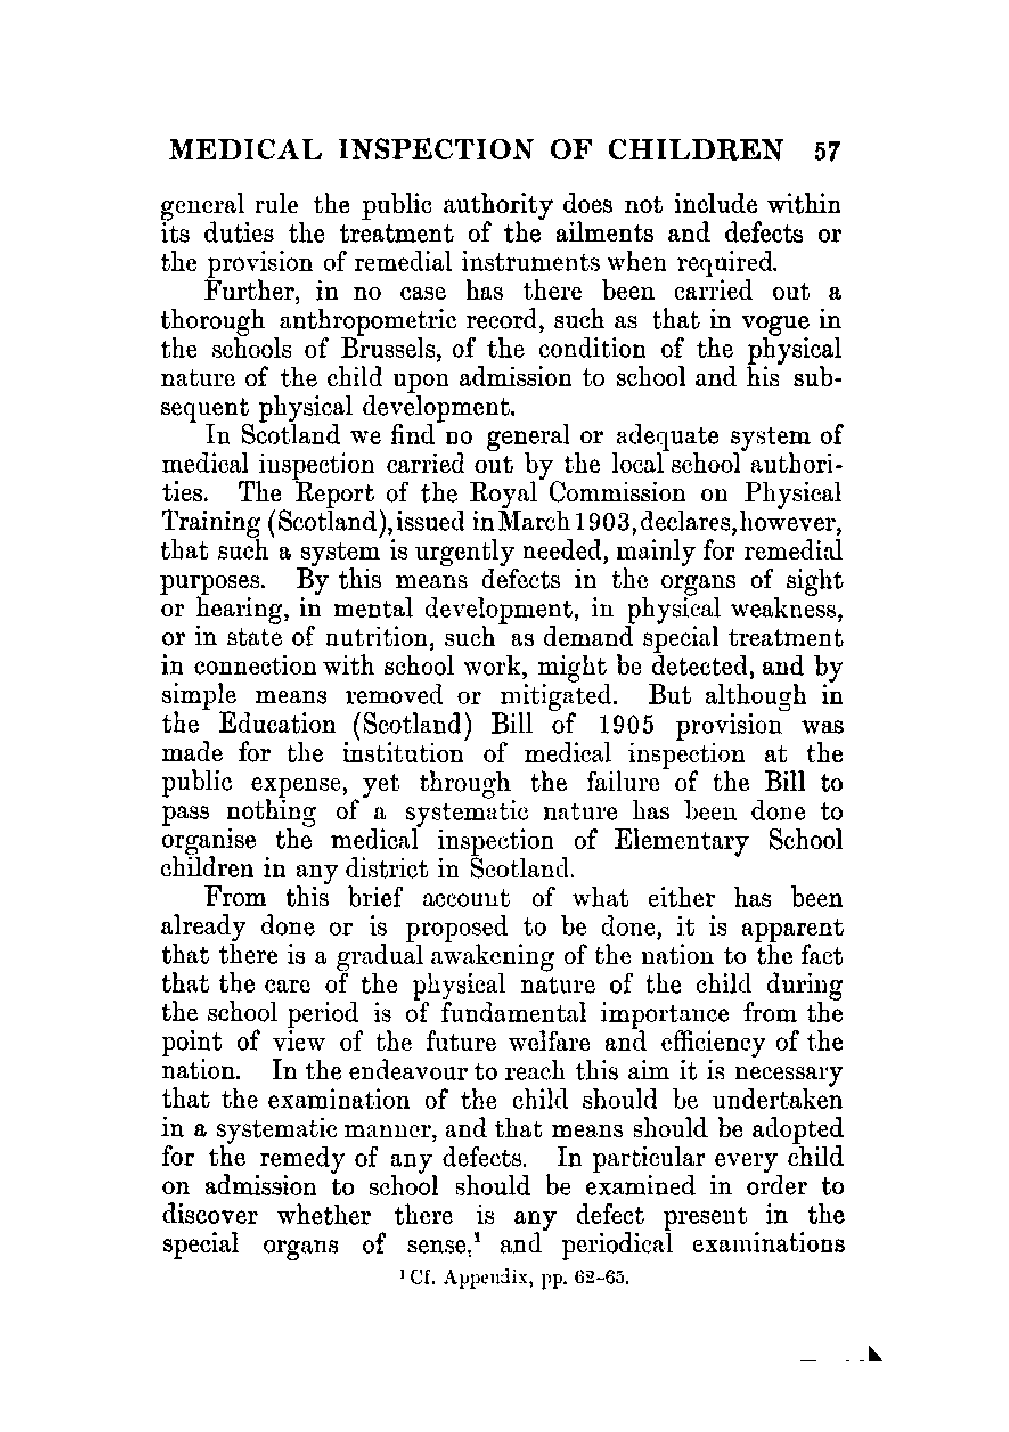 MEDICAL INSPECTION OF CHILDREN 57
general rule the public authority does not include within
its duties the treatment of the ailments and defects or
the provision of remedial instruments when required.
Further, in no case has there been carried out a
thorough anthropometric record, such as that in vogue in
the schools of Brussels, of the condition of the physical
nature of the child upon admission to school and his sub-
sequent physical development.
In Scotland we find no general or adequate system of
medical inspection carried out by the local school authori-
ties. The Report of the Royal Commission on Physical
Training (Scotland), issued in March 1903, declares, however,
that such a system is urgently needed, mainly for remedial
purposes. By this means defects in the organs of sight
or hearing, in mental development, in physical weakness,
or in state of nutrition, such as demand special treatment
in connection with school work, might be detected, and by
simple means removed or mitigated. But although in
the Education (Scotland) Bill of 1905 provision was
made for the institution of medical inspection at the
public expense, yet through the failure of the Bill to
pass nothing of a systematic nature has been done to
organise the medical inspection of Elementary School
children in any district in Scotland.
From this brief account of what either has been
already done or is proposed to be done, it is apparent
that there is a gradual awakening of the nation to the fact
that the care of the physical nature of the child during
the school period is of fundamental importance from the
point of view of the future welfare and efficiency of the
nation. In the endeavour to reach this aim it is necessary
that the examination of the child should be undertaken
in a systematic manner, and that means should be adopted
for the remedy of any defects. In particular every child
on admission to school should be examined in order to
discover whether there is any defect present in the
special organs of sense,¹ and periodical examinations
¹ Cf. Appendix, pp. 62-65.